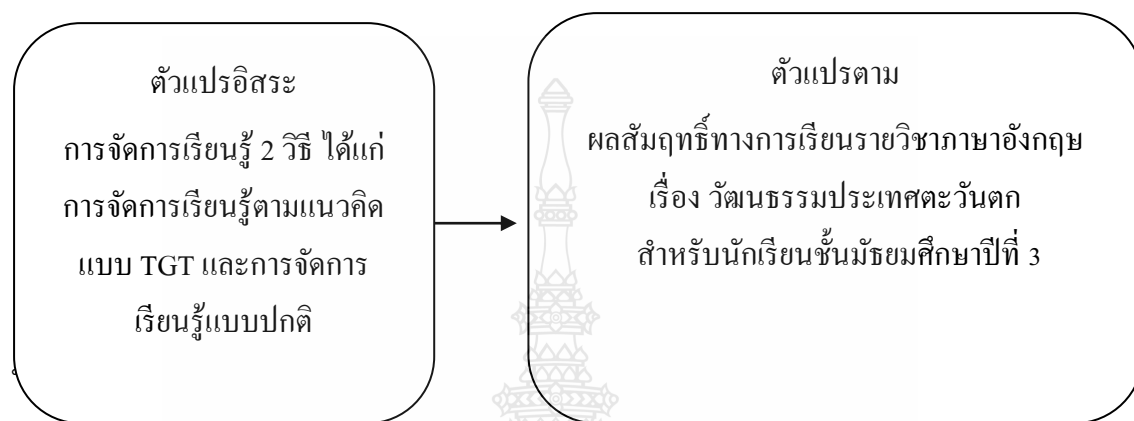 ตัวแปรอิสระ
การจัดการเรียนรู้ 2 วิธี ได้แก่
การจัดการเรียนรู้ตามแนวคิด
แบบ TGT และการจัดการ
เรียนรู้แบบปกติ
ตัวแปรตาม
ผลสัมฤทธิ์ทางการเรียนรายวิชาภาษาอังกฤษ
เรื่อง วัฒนธรรมประเทศตะวันตก
สำหรับนักเรียนชั้นมัธยมศึกษาปีที่ 3